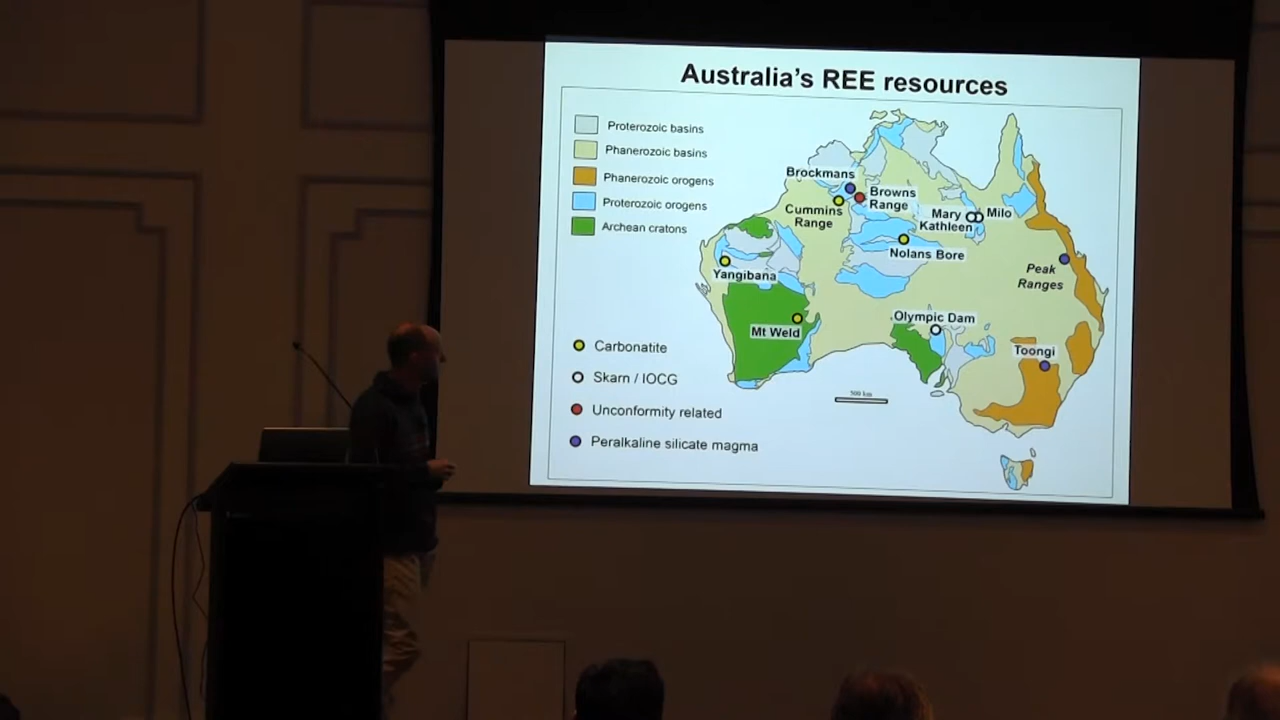 Australia's REE resources
Proterozoic basins
Phanerozoic basins
Phanerozoic orogens
Proterozoic orogens
Archean cratons
Brockmans
Browns
Range
Cummins
Range
Mary
Kathleen
Milo
Nolans Bore
Peak
Ranges
Yangibana
Mt Weld
Olympic Dam
Toongi
500 km
Carbonatite
Skarn / IOCG
Unconformity related
Peralkaline silicate magma